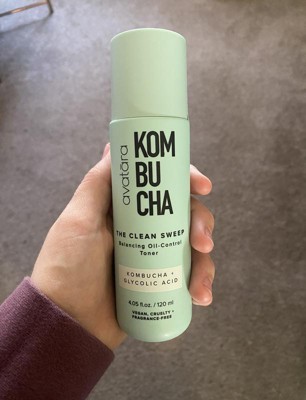 avatāra
KOM
BU
CHA
THE CLEAN SWEEP
Balancing Oil-Control
Toner
KOMBUCHA +
GLYCOLIC ACID
4.05 fl.oz. / 120 ml
VEGAN, CRUELTY +
FRAGRANCE-FREE